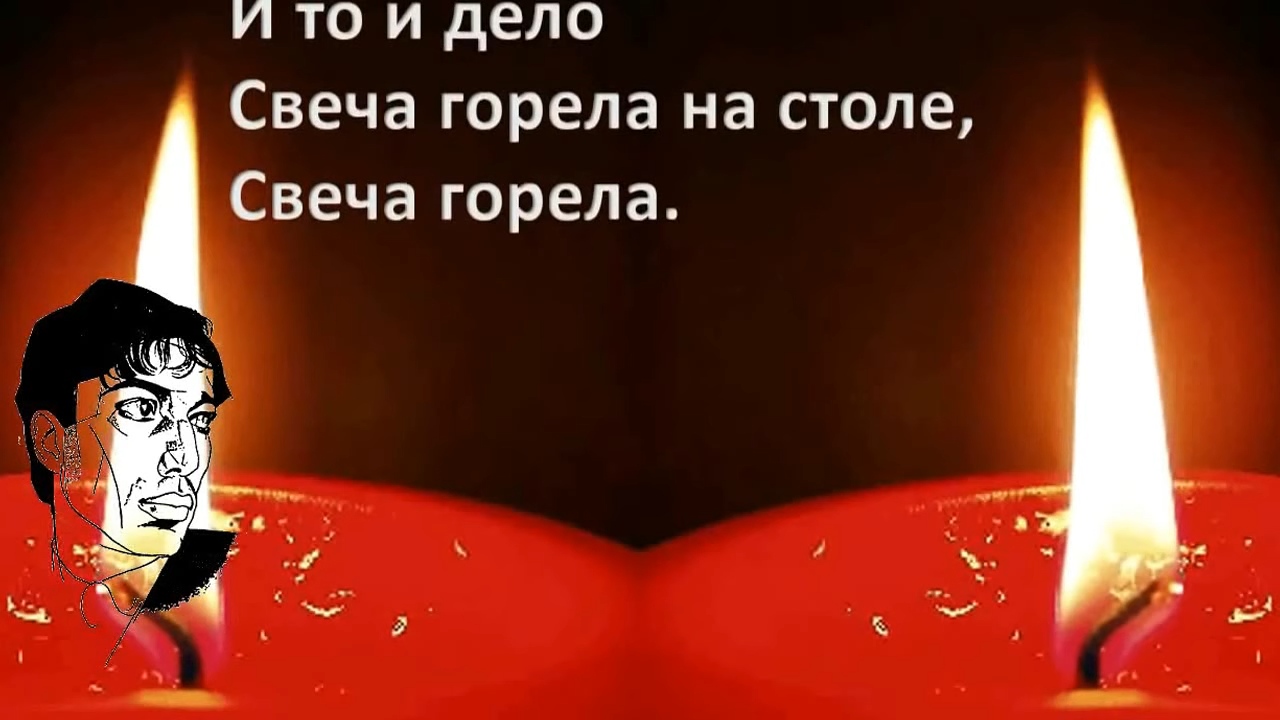 И то и дело
Свеча горела на столе,
Свеча горела.